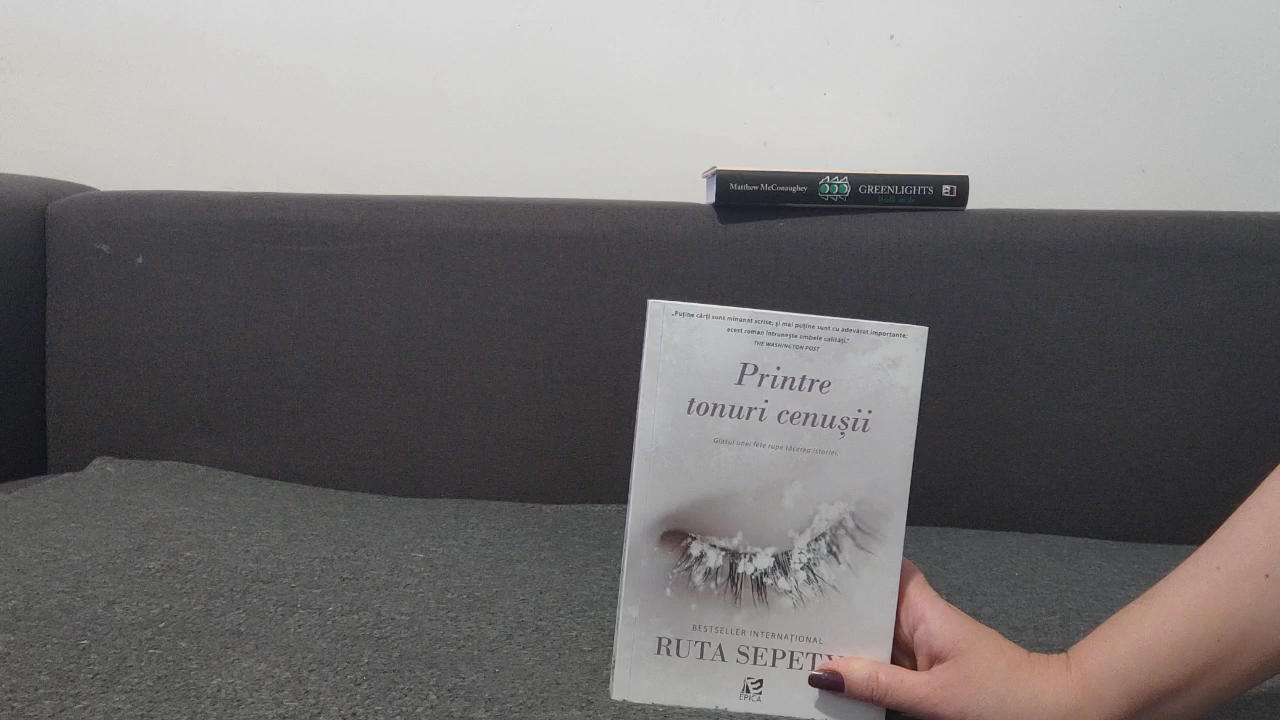 Matthew McConaughey GREENLIGHTS
„Puține cărți sunt minunat scrise; și mai puține sunt cu adevărat importante;
acest roman întrunește ambele calități.”
THE WASHINGTON POST
Printre
tonuri cenușii
Glasul unei fete rupe tăcerea istoriei.
BESTSELLER INTERNAȚIONAL
RUTA SEPETY
EPICA